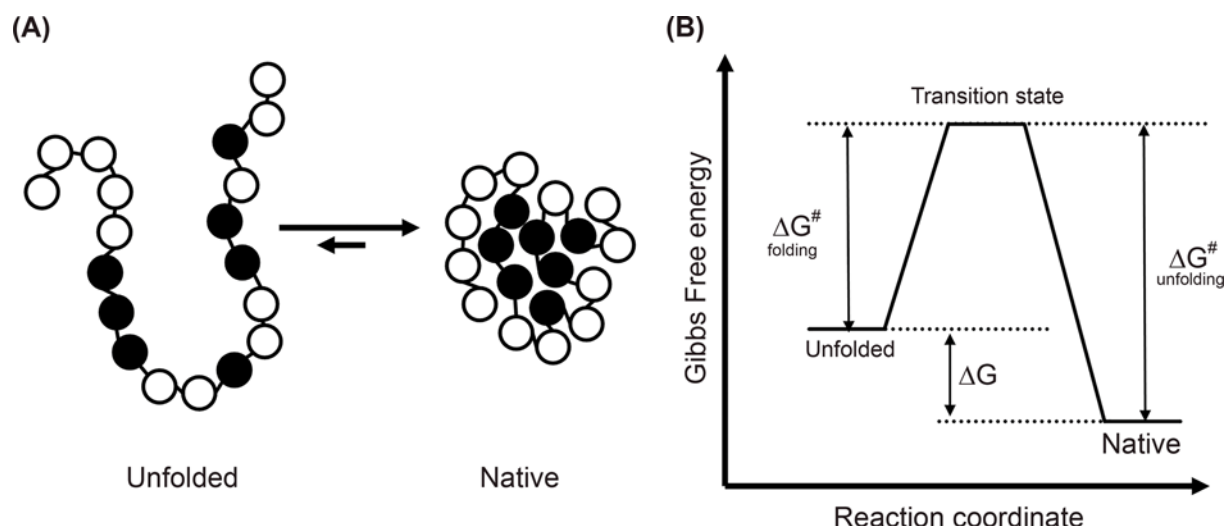 (A)
Unfolded
Native
(B)
Gibbs Free energy
Transition state
ΔG#
folding
ΔG#
unfolding
Unfolded
ΔG
Native
Reaction coordinate